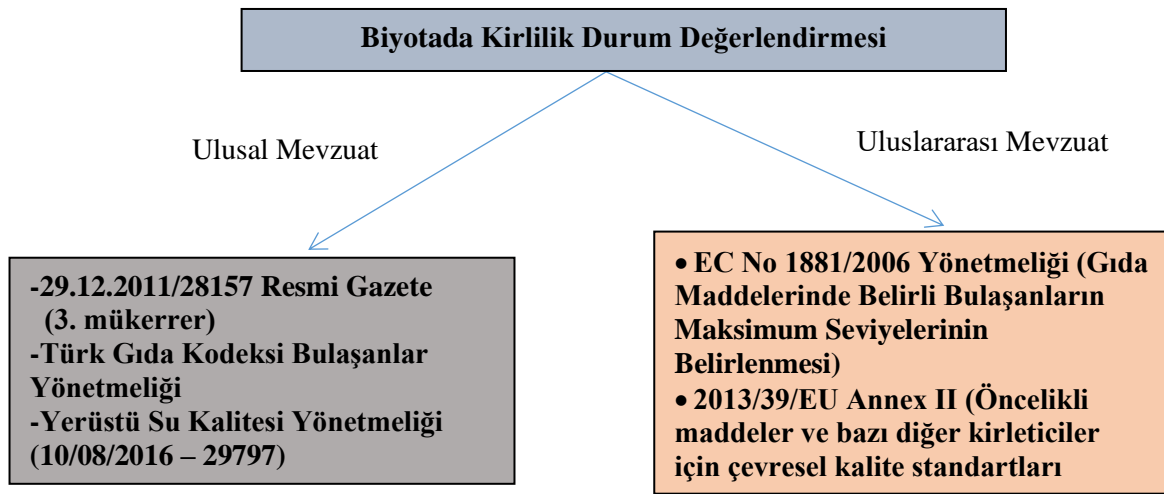 Biyotada Kirlilik Durum Değerlendirmesi
Ulusal Mevzuat
Uluslararası Mevzuat
-29.12.2011/28157 Resmi Gazete
(3. mükerrer)
-Türk Gıda Kodeksi Bulaşanlar
Yönetmeliği
-Yerüstü Su Kalitesi Yönetmeliği
(10/08/2016 – 29797)
• EC No 1881/2006 Yönetmeliği (Gıda
Maddelerinde Belirli Bulaşanların
Maksimum Seviyelerinin
Belirlenmesi)
• 2013/39/EU Annex II (Öncelikli
maddeler ve bazı diğer kirleticiler
için çevresel kalite standartları